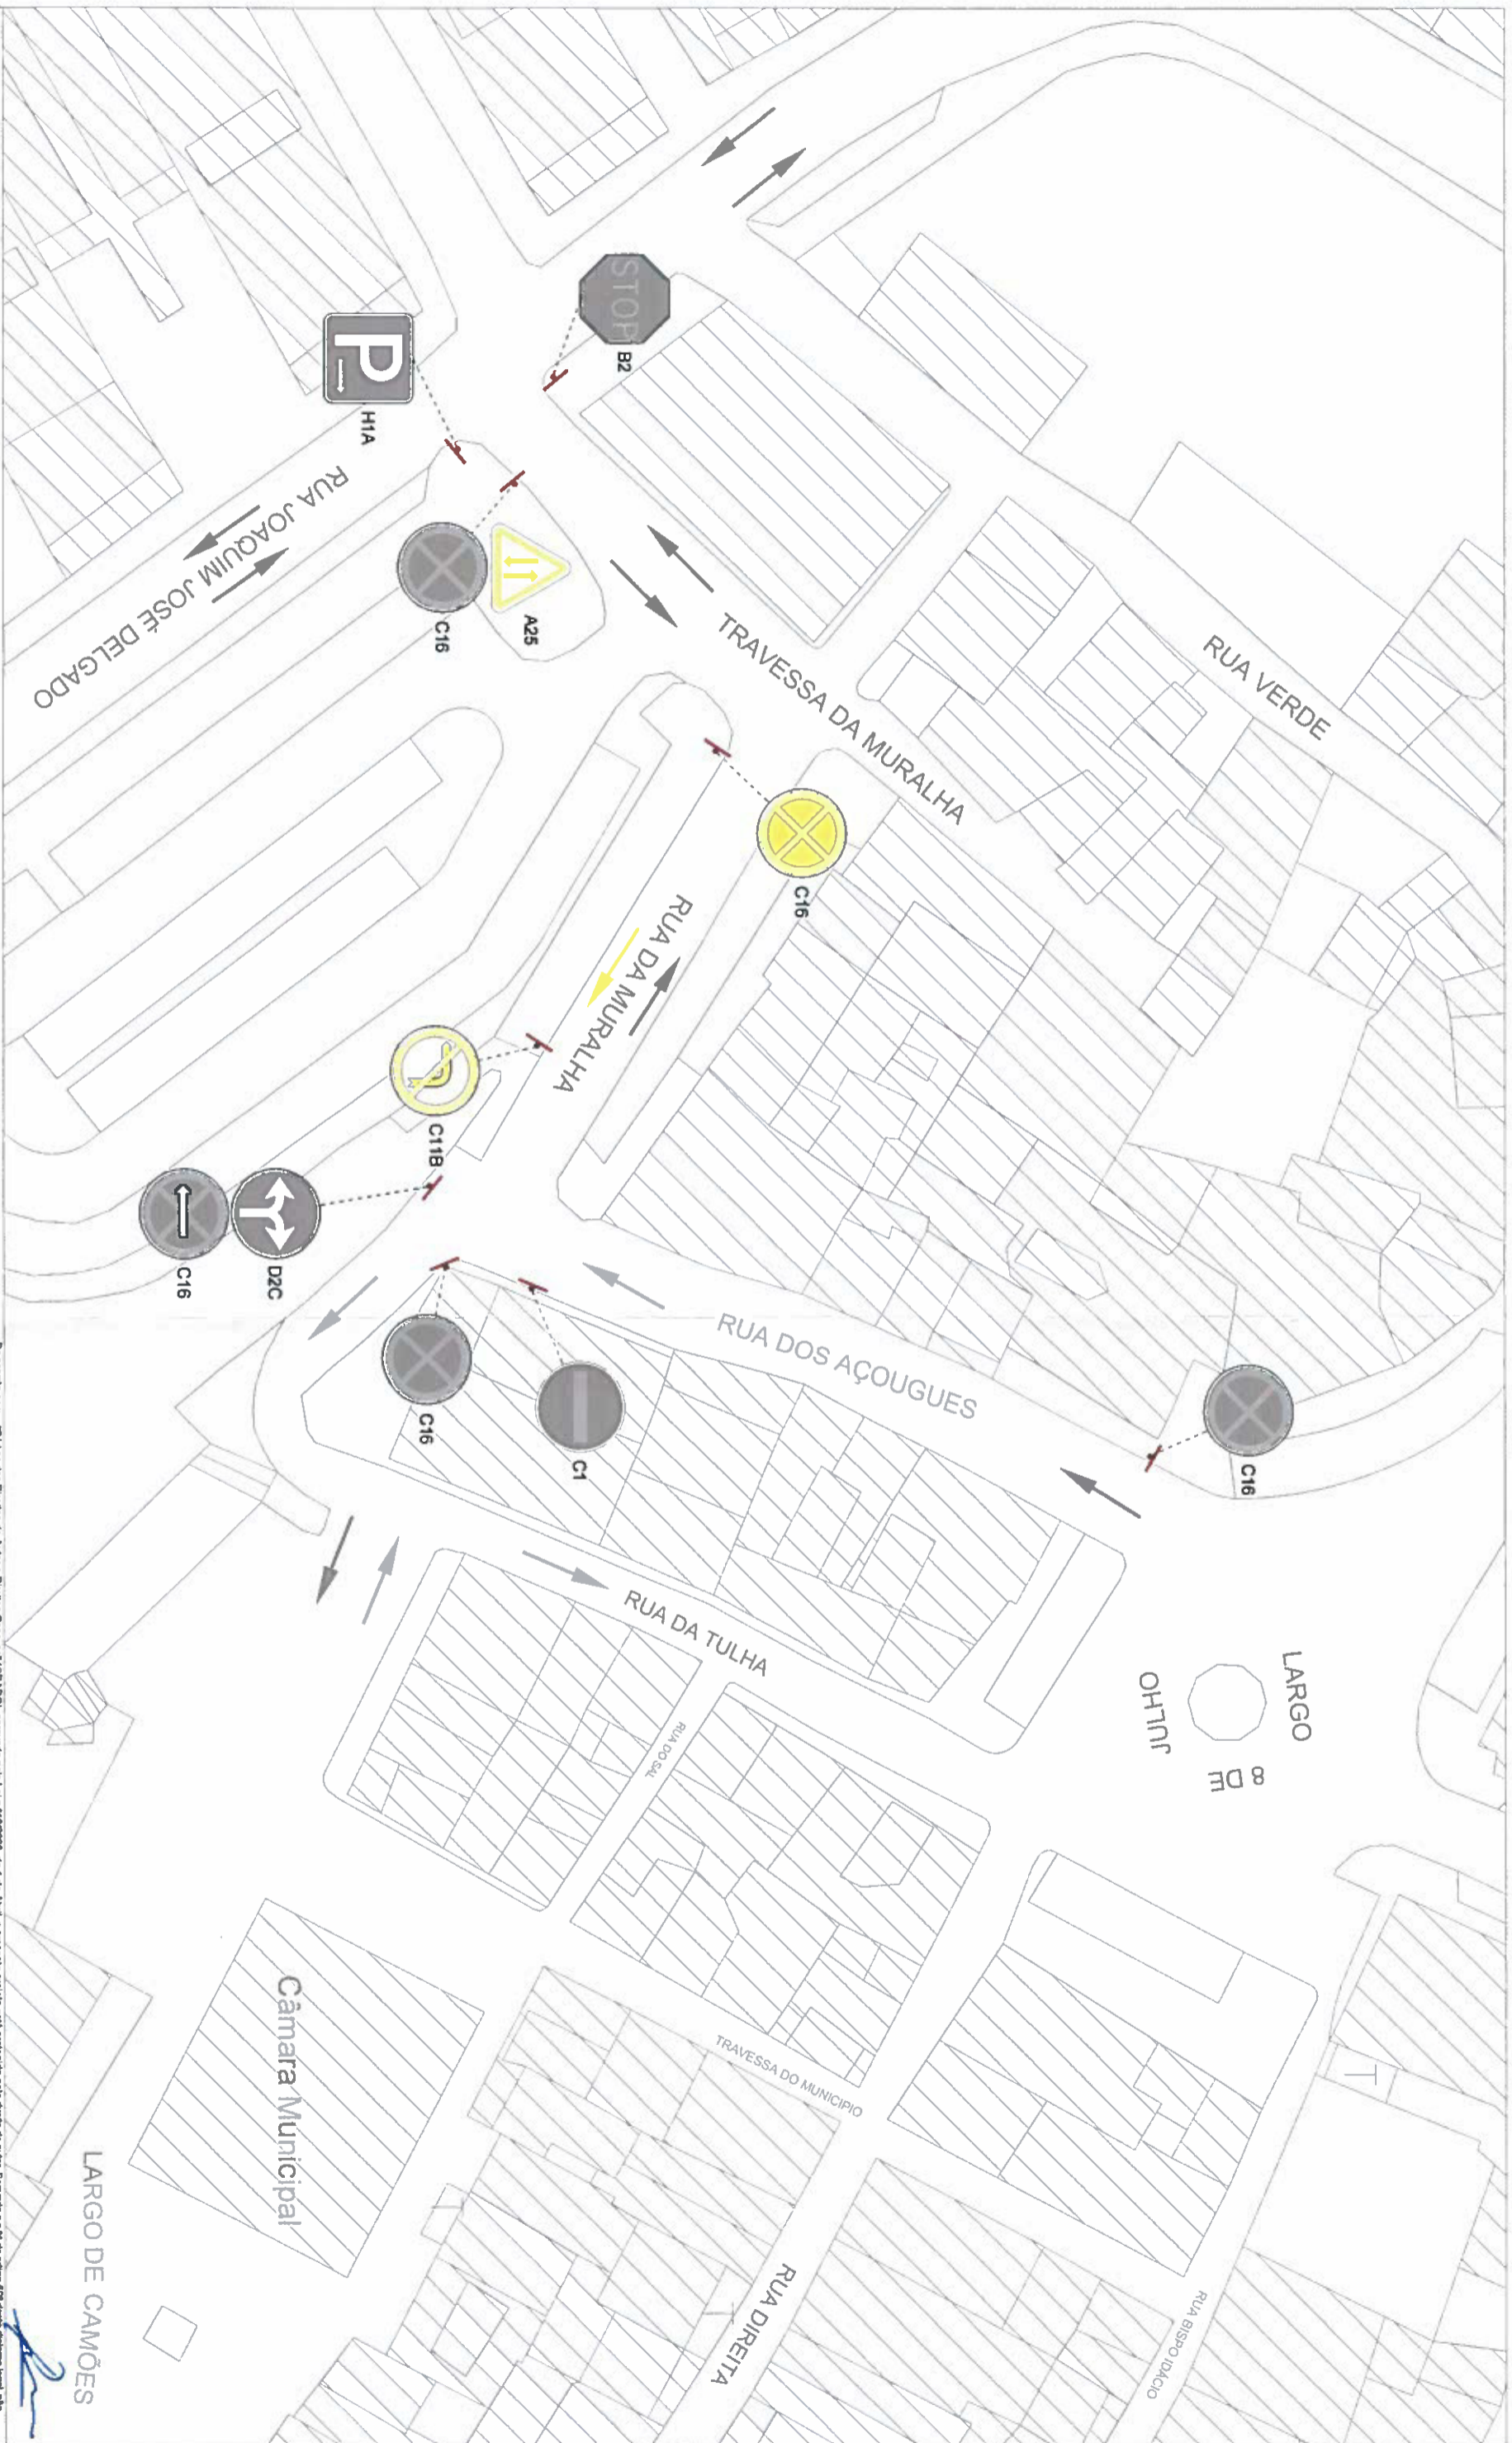 STOP
B2
P
H1A
RUA JOAQUIM JOSÉ DELGADO
C16
A25
TRAVESSA DA MURALHA
RUA VERDE
C16
RUA DA MURALHA
C11B
C16
D2C
C16
C1
RUA DOS AÇOUGUES
C16
RUA DA TULHA
RUA DO SAL
LARGO
8 DE
JULHO
TRAVESSA DO MUNICIPIO
Câmara Municipal
LARGO DE CAMÕES
RUA DIREITA
RUA BISPO IDÁCIO